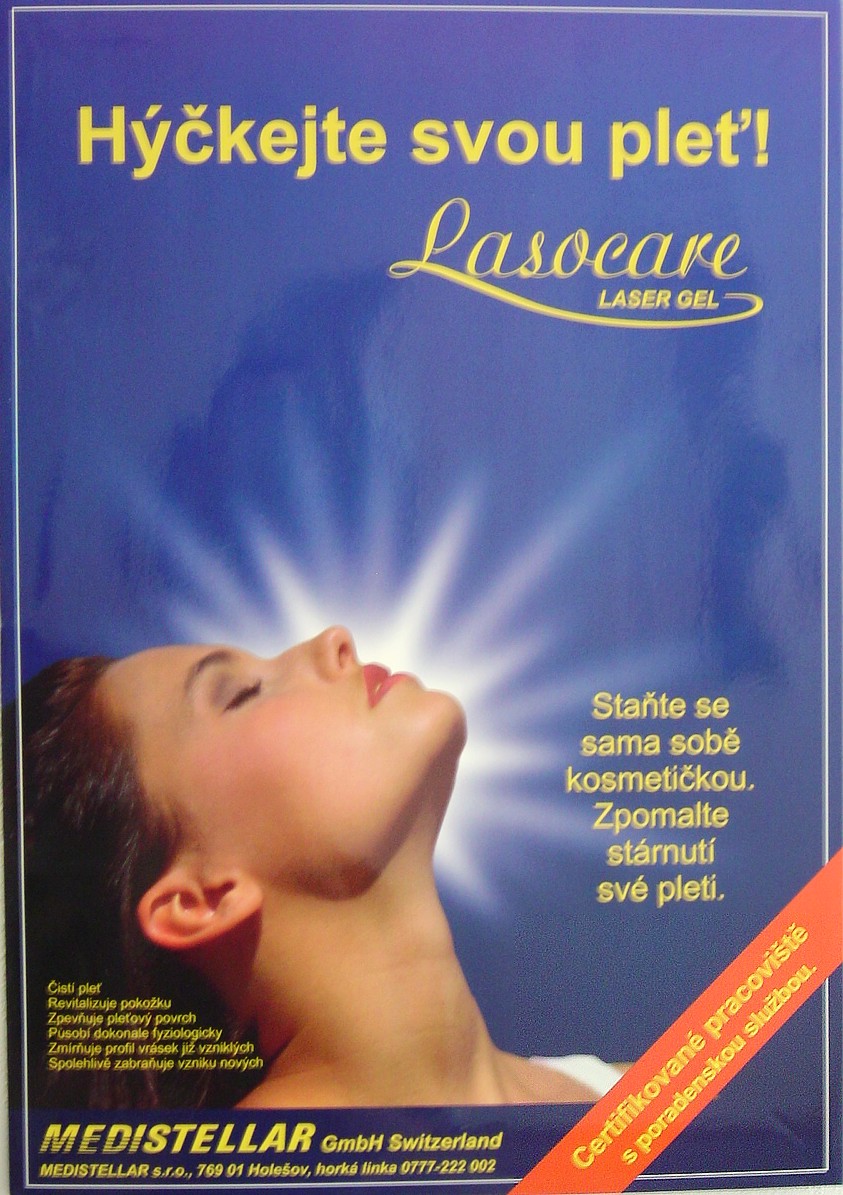 Hýčkejte svou pleť!
Lasocare
LASER GEL
Staňte se
sama sobě
kosmetičkou.
Zpomalte
stárnutí
své pleti.
Čistí pleť
Revitalizuje pokožku
Zpevňuje pleťový povrch
Působí dokonale fyziologicky
Zmírňuje profil vrásek již vzniklých
Spolehlivě zabraňuje vzniku nových
Certifikované pracoviště
s poradenskou službou.
MEDISTELLAR GmbH Switzerland
MEDISTELLAR s.r.o., 769 01 Holešov, horká linka 0777-222 002